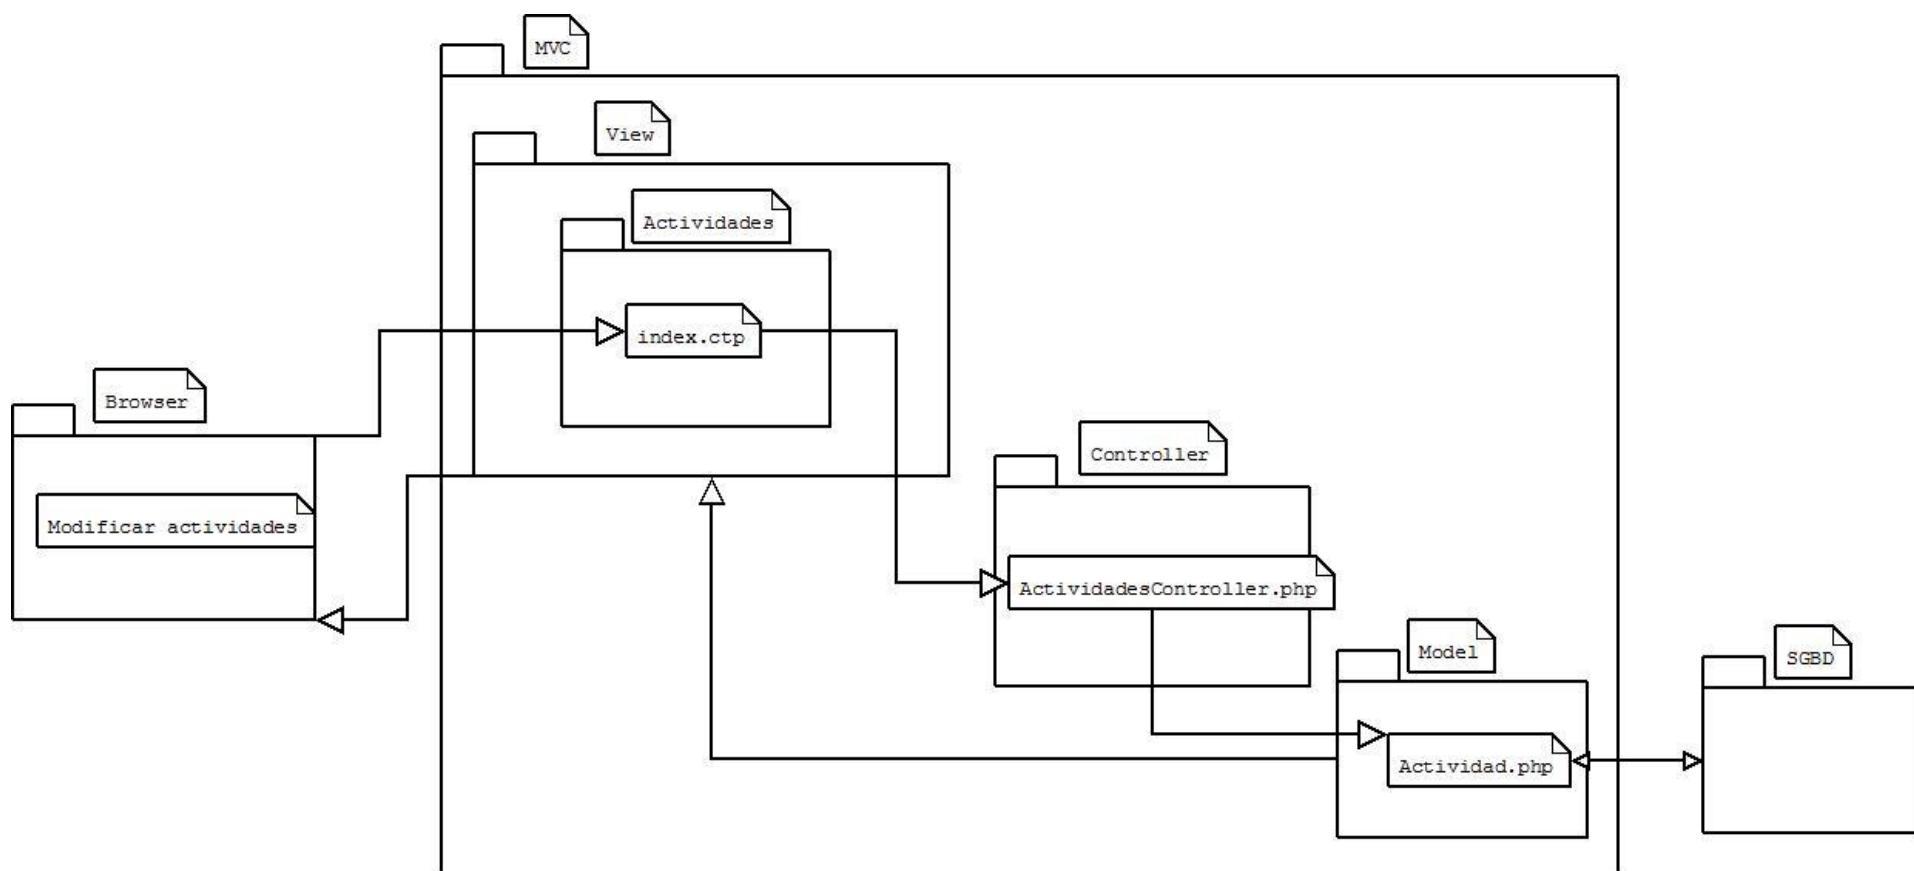 MVC
View
Actividades
index.ctp
Browser
Controller
Modificar actividades
ActividadesController.php
Model
SGBD
Actividad.php